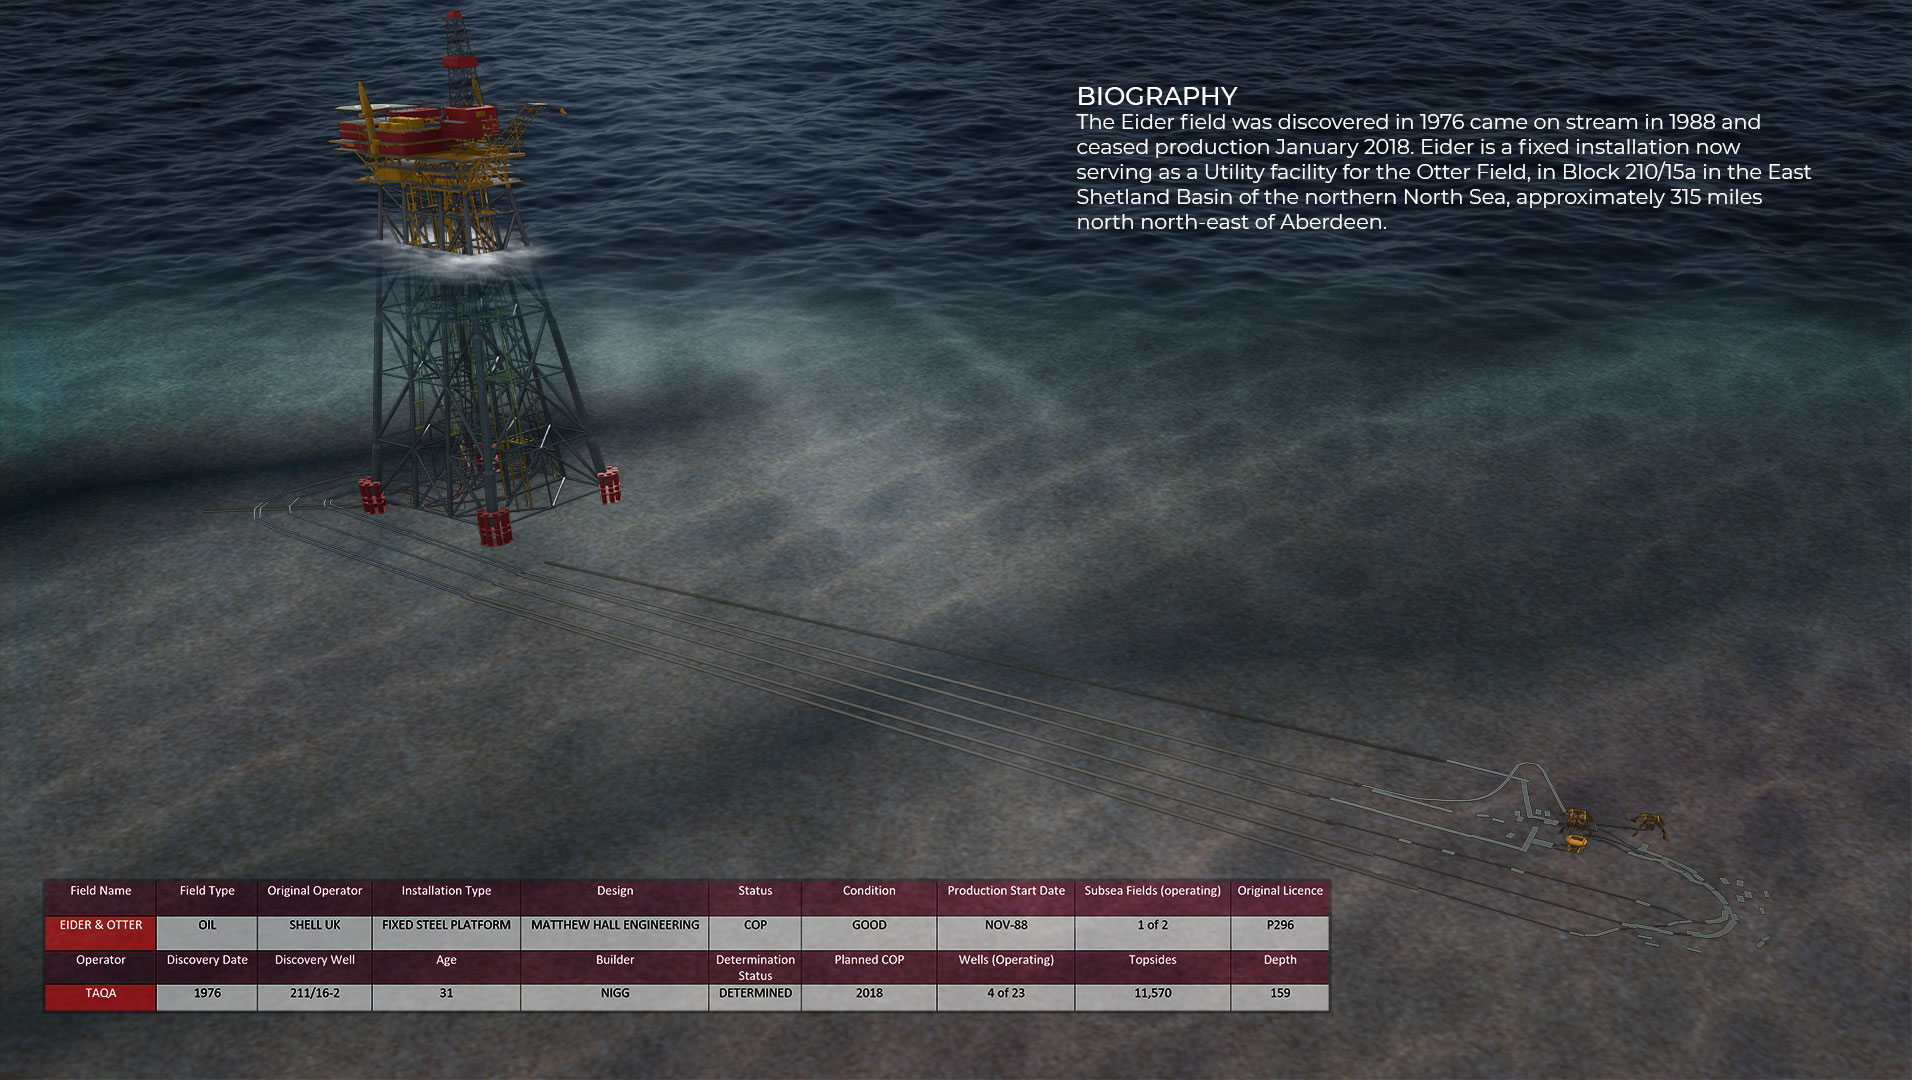 BIOGRAPHY
The Eider field was discovered in 1976 came on stream in 1988 and
ceased production January 2018. Eider is a fixed installation now
serving as a Utility facility for the Otter Field, in Block 210/15a in the East
Shetland Basin of the northern North Sea, approximately 315 miles
north north-east of Aberdeen.
Field Name Field Type Original Operator Installation Type Design Status Condition Production Start Date Subsea Fields (operating) Original Licence
EIDER & OTTER OIL SHELL UK FIXED STEEL PLATFORM MATTHEW HALL ENGINEERING COP GOOD NOV-88 1 of 2 P296
Operator Discovery Date Discovery Well Age Builder Determination Status Planned COP Wells (Operating) Topsides Depth
TAQA 1976 211/16-2 31 NIGG DETERMINED 2018 4 of 23 11,570 159